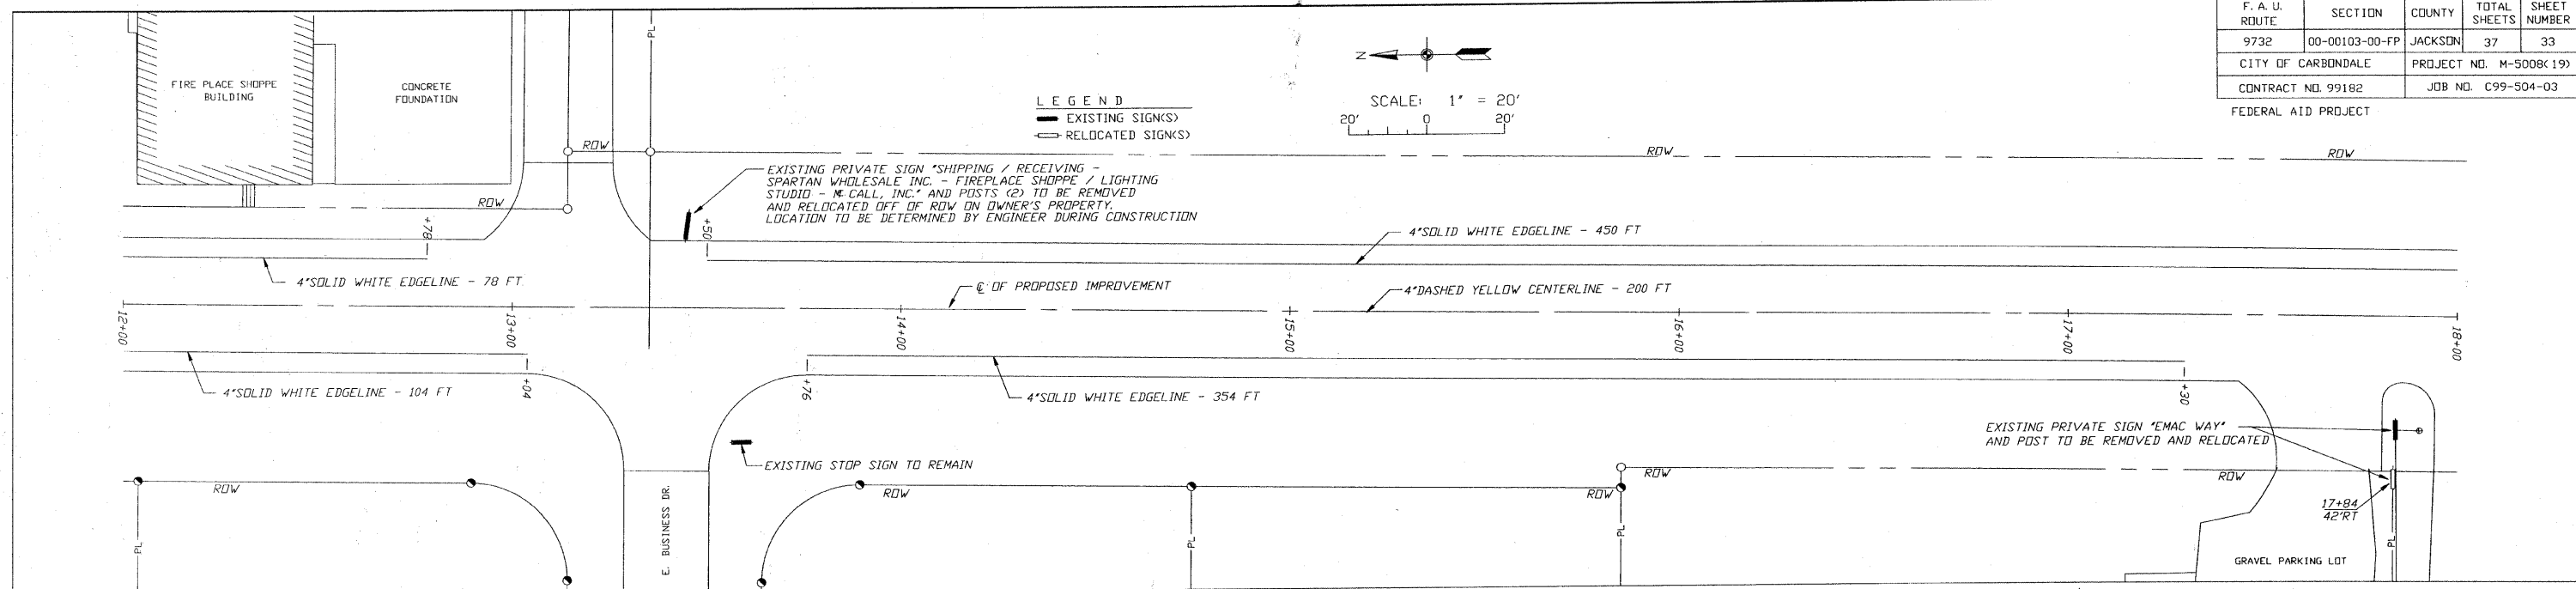 F. A. U. ROUTE
SECTION
COUNTY
TOTAL SHEETS
SHEET NUMBER
9732
00-00103-00-FP
JACKSON
37
33
CITY OF CARBONDALE
PROJECT NO. M-5008(19)
CONTRACT NO. 99182
JOB NO. C99-504-03
FEDERAL AID PROJECT
FIRE PLACE SHOPPE
BUILDING
CONCRETE
FOUNDATION
PL
Z
LEGEND
EXISTING SIGN(S)
RELOCATED SIGN(S)
SCALE: 1" = 20'
20' 0 20'
ROW
ROW
ROW
ROW
EXISTING PRIVATE SIGN "SHIPPING / RECEIVING -
SPARTAN WHOLESALE INC. - FIREPLACE SHOPPE / LIGHTING
STUDIO - Mc CALL, INC." AND POSTS (2) TO BE REMOVED
AND RELOCATED OFF OF ROW ON OWNER'S PROPERTY.
LOCATION TO BE DETERMINED BY ENGINEER DURING CONSTRUCTION
+78
+50
4"SOLID WHITE EDGELINE - 450 FT
4"SOLID WHITE EDGELINE - 78 FT.
℄ OF PROPOSED IMPROVEMENT
4"DASHED YELLOW CENTERLINE - 200 FT
12+00
13+00
14+00
15+00
16+00
17+00
18+00
4"SOLID WHITE EDGELINE - 104 FT
+04
+76
4"SOLID WHITE EDGELINE - 354 FT
+30
EXISTING PRIVATE SIGN "EMAC WAY"
AND POST TO BE REMOVED AND RELOCATED
EXISTING STOP SIGN TO REMAIN
ROW
ROW
ROW
ROW
ROW
17+84
42'RT
E. BUSINESS DR.
PL
PL
PL
PL
GRAVEL PARKING LOT